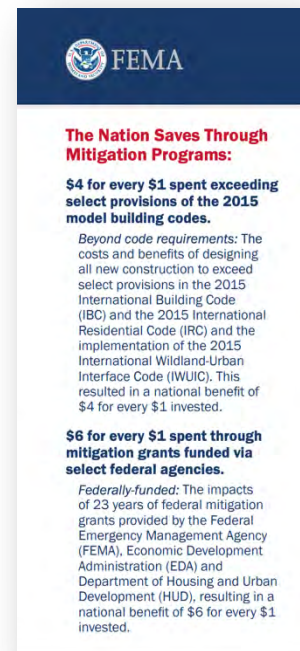 FEMA
The Nation Saves Through
Mitigation Programs:
$4 for every $1 spent exceeding
select provisions of the 2015
model building codes.
Beyond code requirements: The
costs and benefits of designing
all new construction to exceed
select provisions in the 2015
International Building Code
(IBC) and the 2015 International
Residential Code (IRC) and the
implementation of the 2015
International Wildland-Urban
Interface Code (IWUIC). This
resulted in a national benefit of
$4 for every $1 invested.
$6 for every $1 spent through
mitigation grants funded via
select federal agencies.
Federally-funded: The impacts
of 23 years of federal mitigation
grants provided by the Federal
Emergency Management Agency
(FEMA), Economic Development
Administration (EDA) and
Department of Housing and Urban
Development (HUD), resulting in a
national benefit of $6 for every $1
invested.